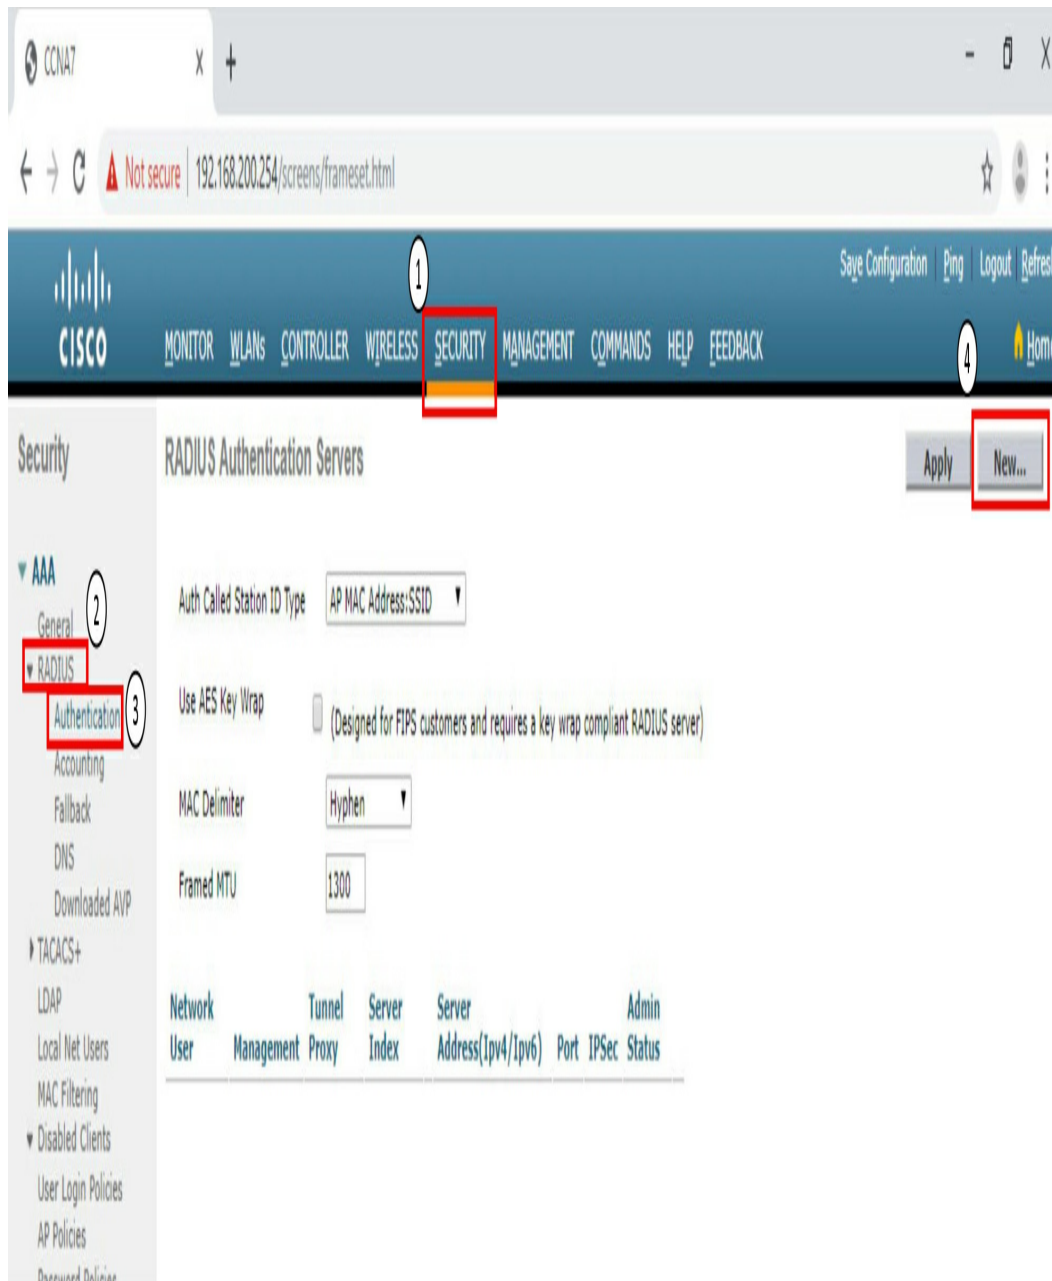 CCNA7 x +
Not secure | 192.168.200.254/screens/frameset.html
1
Save Configuration | Ping | Logout | Refresh
CISCO
MONITOR WLANs CONTROLLER WIRELESS SECURITY MANAGEMENT COMMANDS HELP FEEDBACK
4
Home
Security
AAA
General
2
RADIUS
Authentication
3
Accounting
Fallback
DNS
Downloaded AVP
TACACS+
LDAP
Local Net Users
MAC Filtering
Disabled Clients
User Login Policies
AP Policies
Password Policies
RADIUS Authentication Servers
Apply
New...
Auth Called Station ID Type AP MAC Address:SSID
Use AES Key Wrap (Designed for FIPS customers and requires a key wrap compliant RADIUS server)
MAC Delimiter Hyphen
Framed MTU 1300
Network User
Management
Tunnel Proxy
Server Index
Server Address(Ipv4/Ipv6)
Port
IPSec
Admin Status